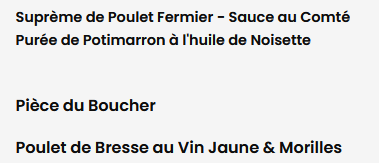 Suprème de Poulet Fermier - Sauce au Comté
Purée de Potimarron à l'huile de Noisette
Pièce du Boucher
Poulet de Bresse au Vin Jaune & Morilles